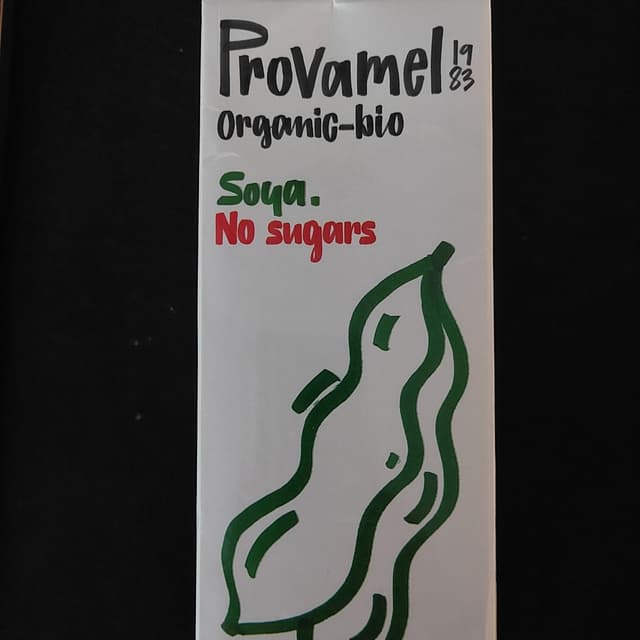 Provamel 19
83
Organic-bio
Soya.
No sugars